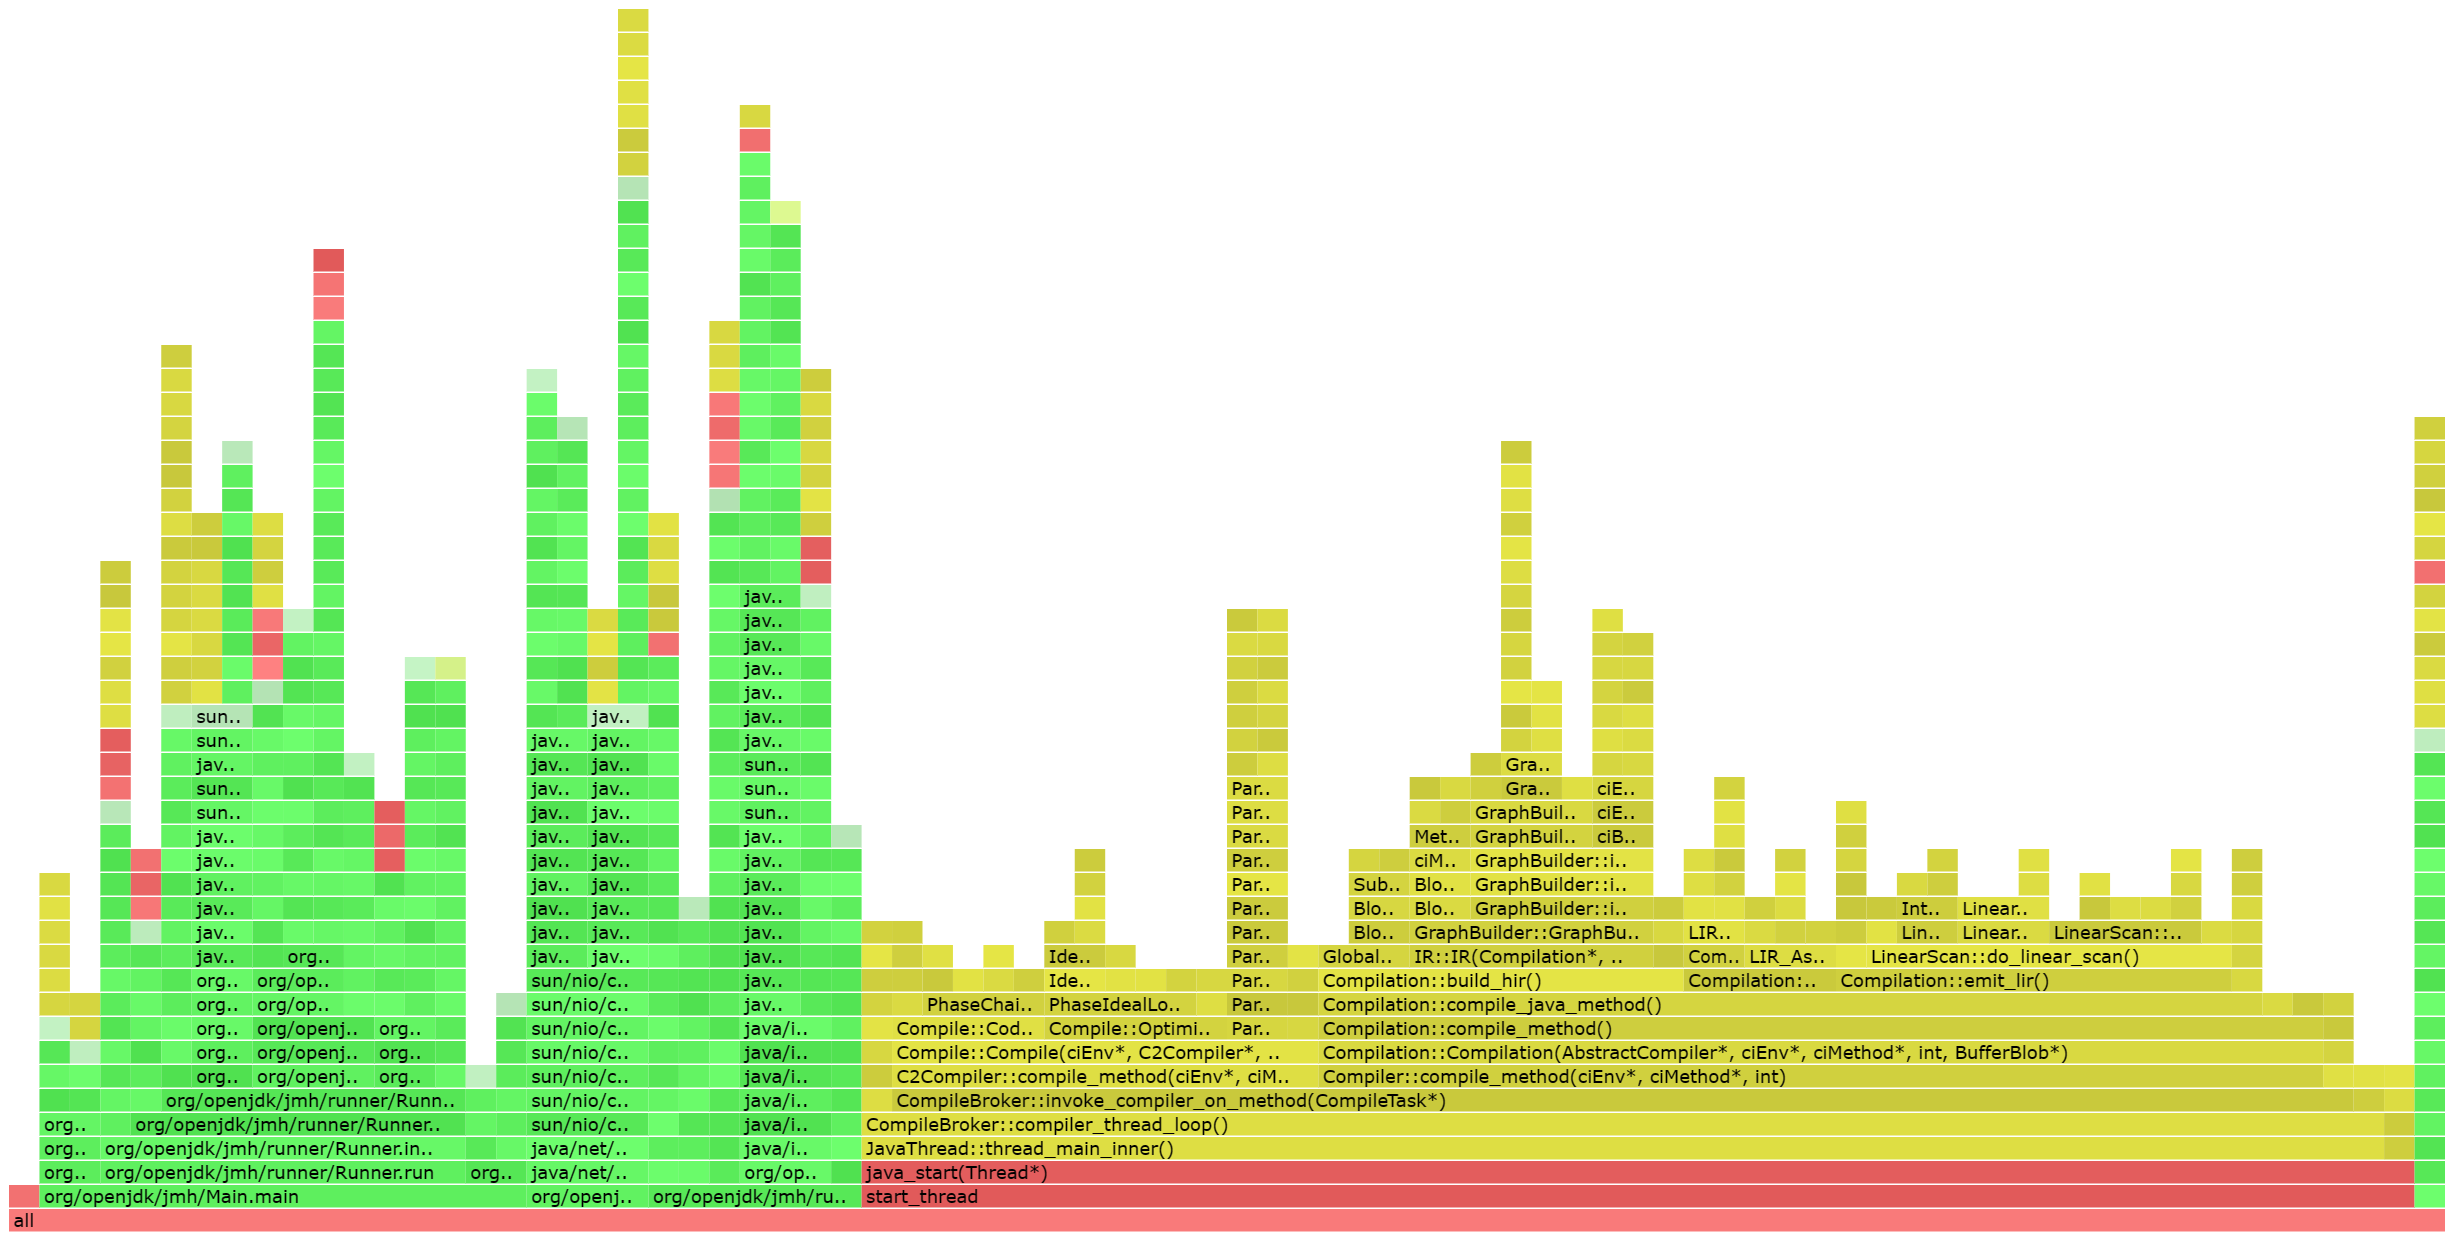 sun.. jav.. jav..
jav..
jav..
jav..
jav..
jav..
sun.. jav.. jav..
sun.. jav.. jav.. jav..
jav.. jav.. jav.. sun.. Gra..
sun.. jav.. jav.. sun.. Par.. Gra.. ciE..
sun.. jav.. jav.. sun.. Par.. GraphBuil.. ciE..
jav.. jav.. jav.. jav.. Par.. Met.. GraphBuil.. ciB..
jav.. jav.. jav.. jav.. Par.. ciM.. GraphBuilder::i..
jav.. jav.. jav.. jav.. Par.. Sub.. Blo.. GraphBuilder::i..
jav.. jav.. jav.. jav.. Par.. Blo.. Blo.. GraphBuilder::i.. Int.. Linear..
jav.. jav.. jav.. jav.. Par.. Blo.. GraphBuilder::GraphBu.. LIR.. Lin.. Linear.. LinearScan::..
jav.. org.. jav.. jav.. jav.. Ide.. Par.. Global.. IR::IR(Compilation*, .. Com.. LIR_As.. LinearScan::do_linear_scan()
org.. org/op.. sun/nio/c.. jav.. Ide.. Par.. Compilation::build_hir() Compilation:.. Compilation::emit_lir()
org.. org/op.. sun/nio/c.. jav.. PhaseChai.. PhaseIdealLo.. Par.. Compilation::compile_java_method()
org.. org/openj.. org.. sun/nio/c.. java/i.. Compile::Cod.. Compile::Optimi.. Par.. Compilation::compile_method()
org.. org/openj.. org.. sun/nio/c.. java/i.. Compile::Compile(ciEnv*, C2Compiler*, .. Compilation::Compilation(AbstractCompiler*, ciEnv*, ciMethod*, int, BufferBlob*)
org.. org/openj.. org.. sun/nio/c.. java/i.. C2Compiler::compile_method(ciEnv*, ciM.. Compiler::compile_method(ciEnv*, ciMethod*, int)
org/openjdk/jmh/runner/Runn.. sun/nio/c.. java/i.. CompileBroker::invoke_compiler_on_method(CompileTask*)
org.. org/openjdk/jmh/runner/Runner.. sun/nio/c.. java/i.. CompileBroker::compiler_thread_loop()
org.. org/openjdk/jmh/runner/Runner.in.. java/net/.. java/i.. JavaThread::thread_main_inner()
org.. org/openjdk/jmh/runner/Runner.run org.. java/net/.. org/op.. java_start(Thread*)
org/openjdk/jmh/Main.main org/openj.. org/openjdk/jmh/ru.. start_thread
all